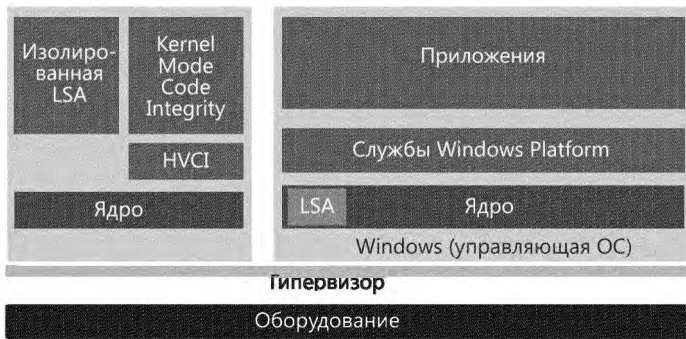 Изолиро-
ванная
LSA
Kernel
Mode
Code
Integrity
HVCI
Ядро
Приложения
Службы Windows Platform
LSA
Ядро
Windows (управляющая ОС)
Гипервизор
Оборудование